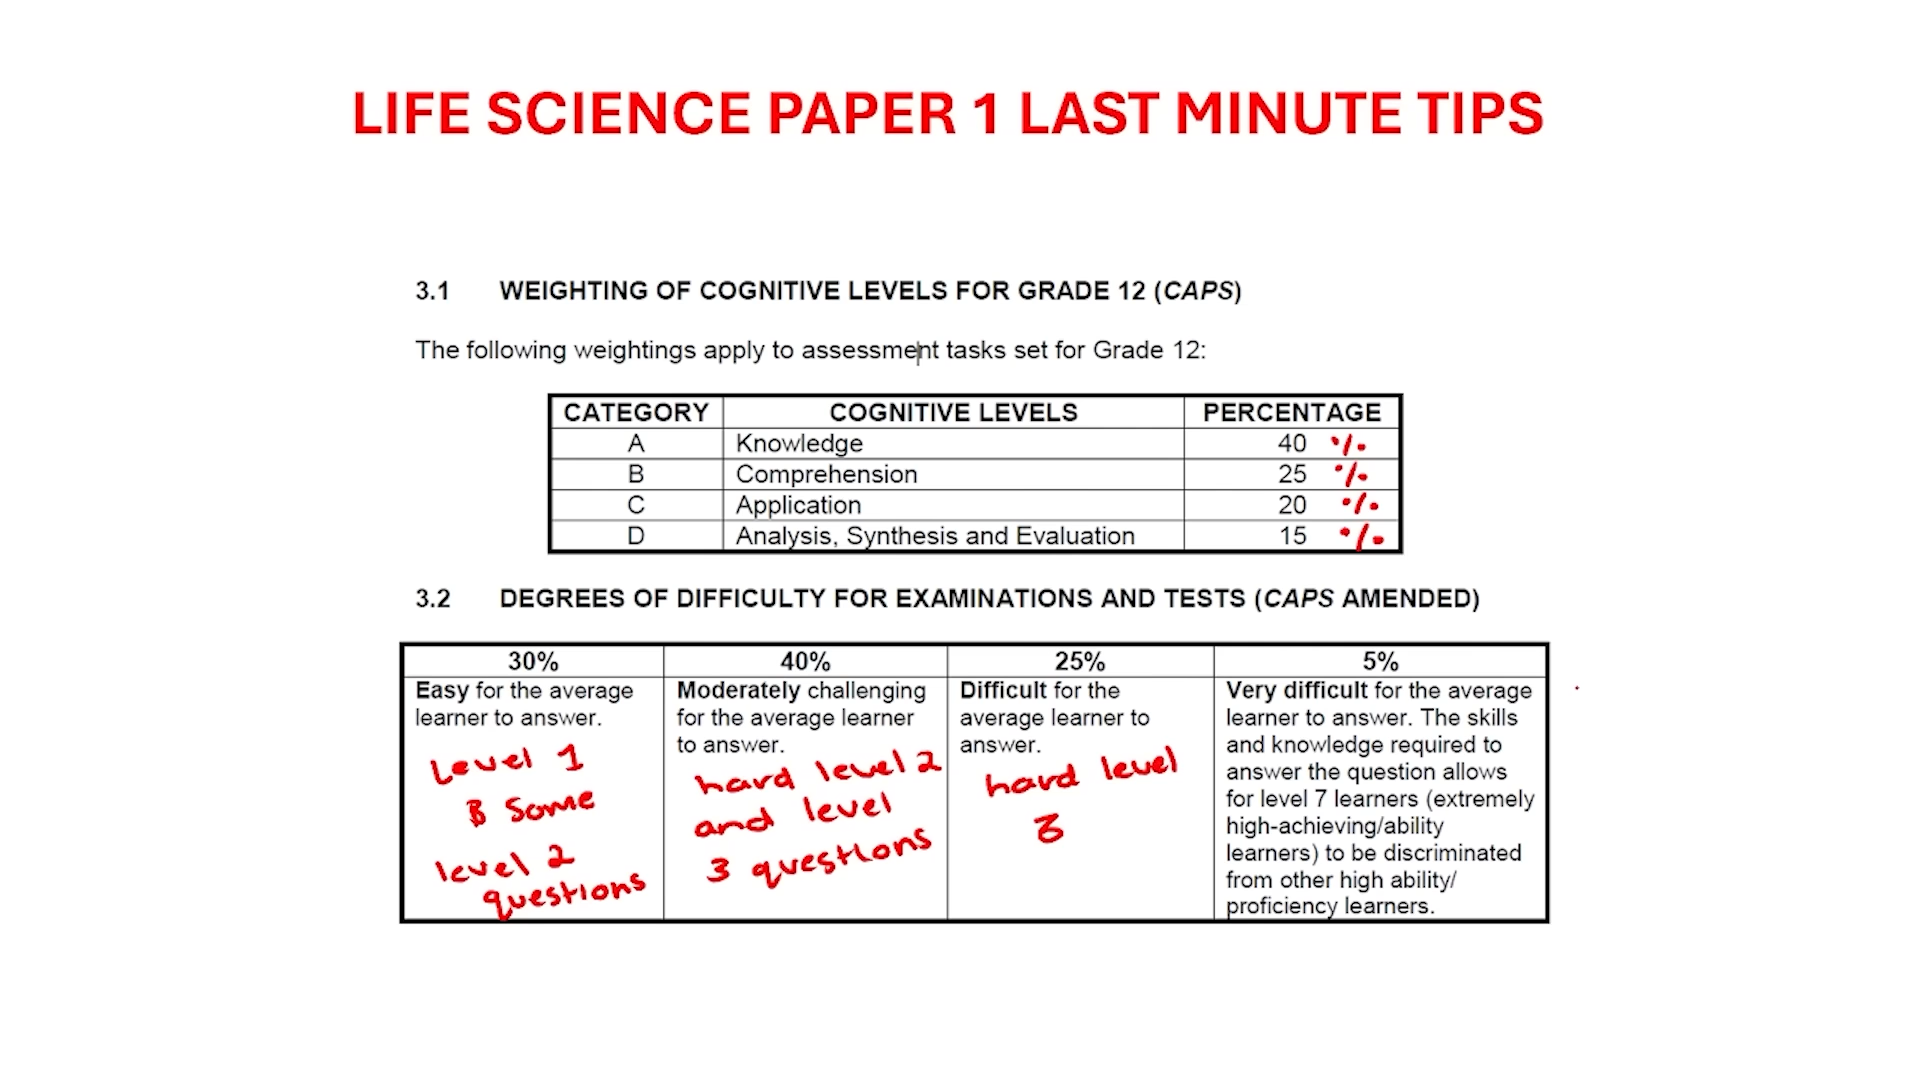 LIFE SCIENCE PAPER 1 LAST MINUTE TIPS
3.1 WEIGHTING OF COGNITIVE LEVELS FOR GRADE 12 (CAPS)
The following weightings apply to assessment tasks set for Grade 12:
CATEGORY COGNITIVE LEVELS PERCENTAGE
A Knowledge 40 %
B Comprehension 25 %
C Application 20 %
D Analysis, Synthesis and Evaluation 15 %
3.2 DEGREES OF DIFFICULTY FOR EXAMINATIONS AND TESTS (CAPS AMENDED)
30% 40% 25% 5%
Easy for the average
learner to answer.
Level 1
& Some
level 2
questions
Moderately challenging
for the average learner
to answer.
hard level 2
and level
3 questions
Difficult for the
average learner to
answer.
hard level
3
Very difficult for the average
learner to answer. The skills
and knowledge required to
answer the question allows
for level 7 learners (extremely
high-achieving/ability
learners) to be discriminated
from other high ability/
proficiency learners.